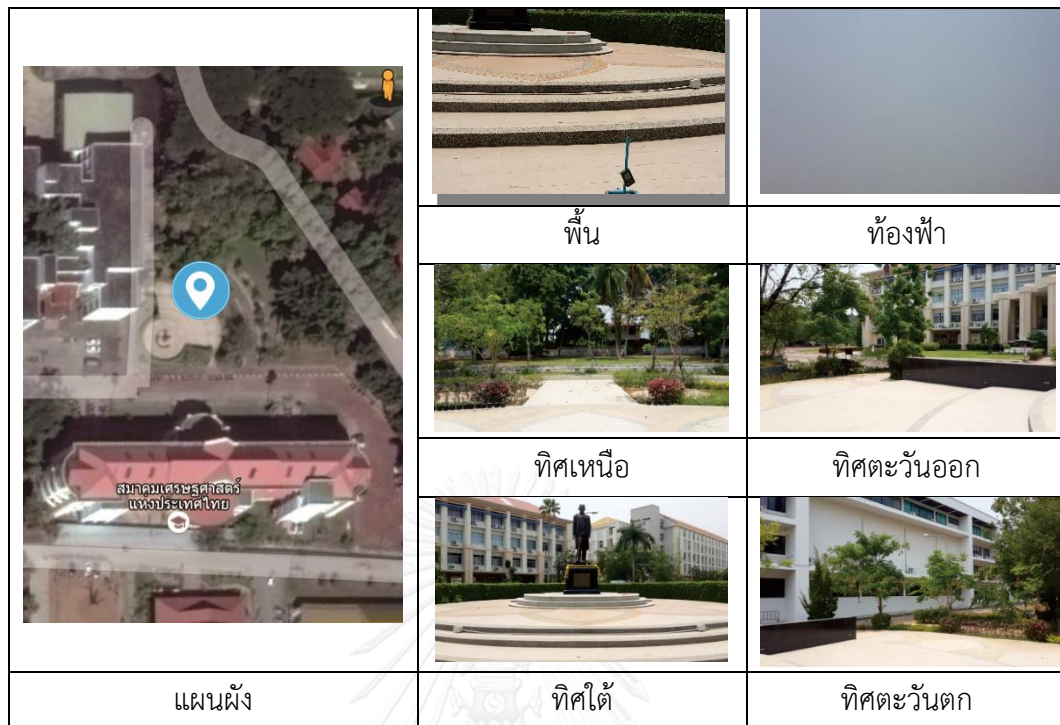 พื้น
ท้องฟ้า
ทิศเหนือ
ทิศตะวันออก
สมาคมเศรษฐศาสตร์
แห่งประเทศไทย
แผนผัง
ทิศใต้
ทิศตะวันตก